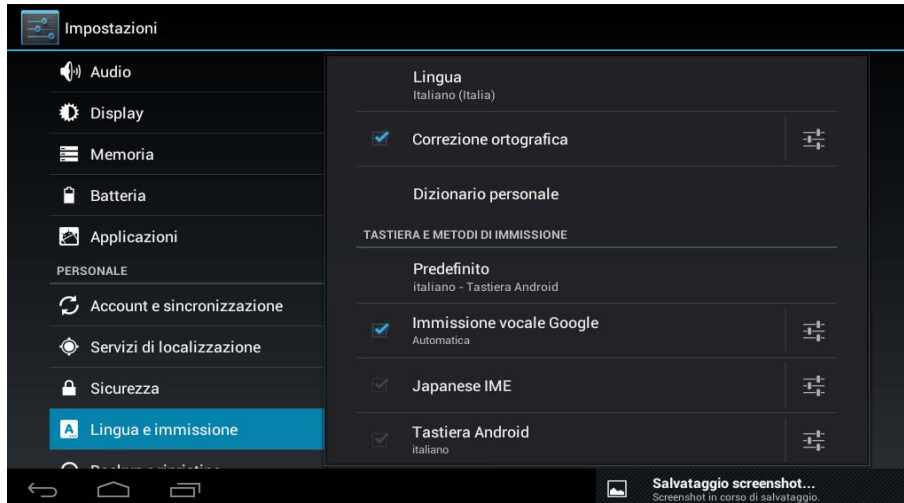 Impostazioni
Audio
Display
Memoria
Batteria
Applicazioni
PERSONALE
Account e sincronizzazione
Servizi di localizzazione
Sicurezza
Lingua e immissione
Lingua
Italiano (Italia)
Correzione ortografica
Dizionario personale
TASTIERA E METODI DI IMMISSIONE
Predefinito
italiano - Tastiera Android
Immissione vocale Google
Automatica
Japanese IME
Tastiera Android
italiano
Salvataggio screenshot...
Screenshot in corso di salvataggio.